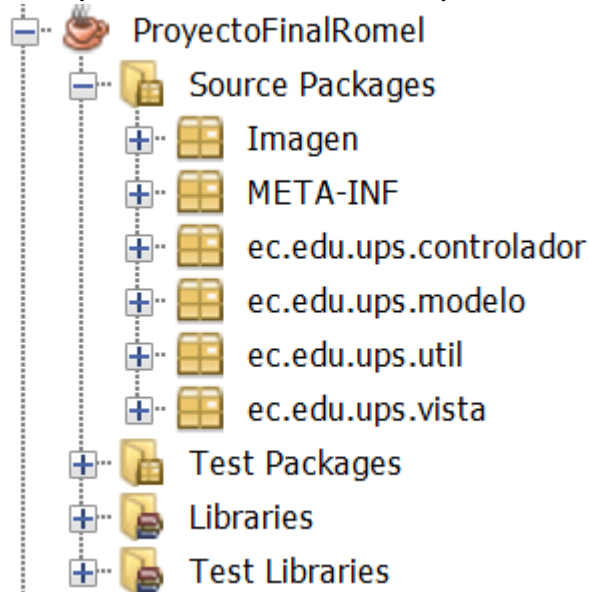 ProyectoFinalRomel
Source Packages
Imagen
META-INF
ec.edu.ups.controlador
ec.edu.ups.modelo
ec.edu.ups.util
ec.edu.ups.vista
Test Packages
Libraries
Test Libraries